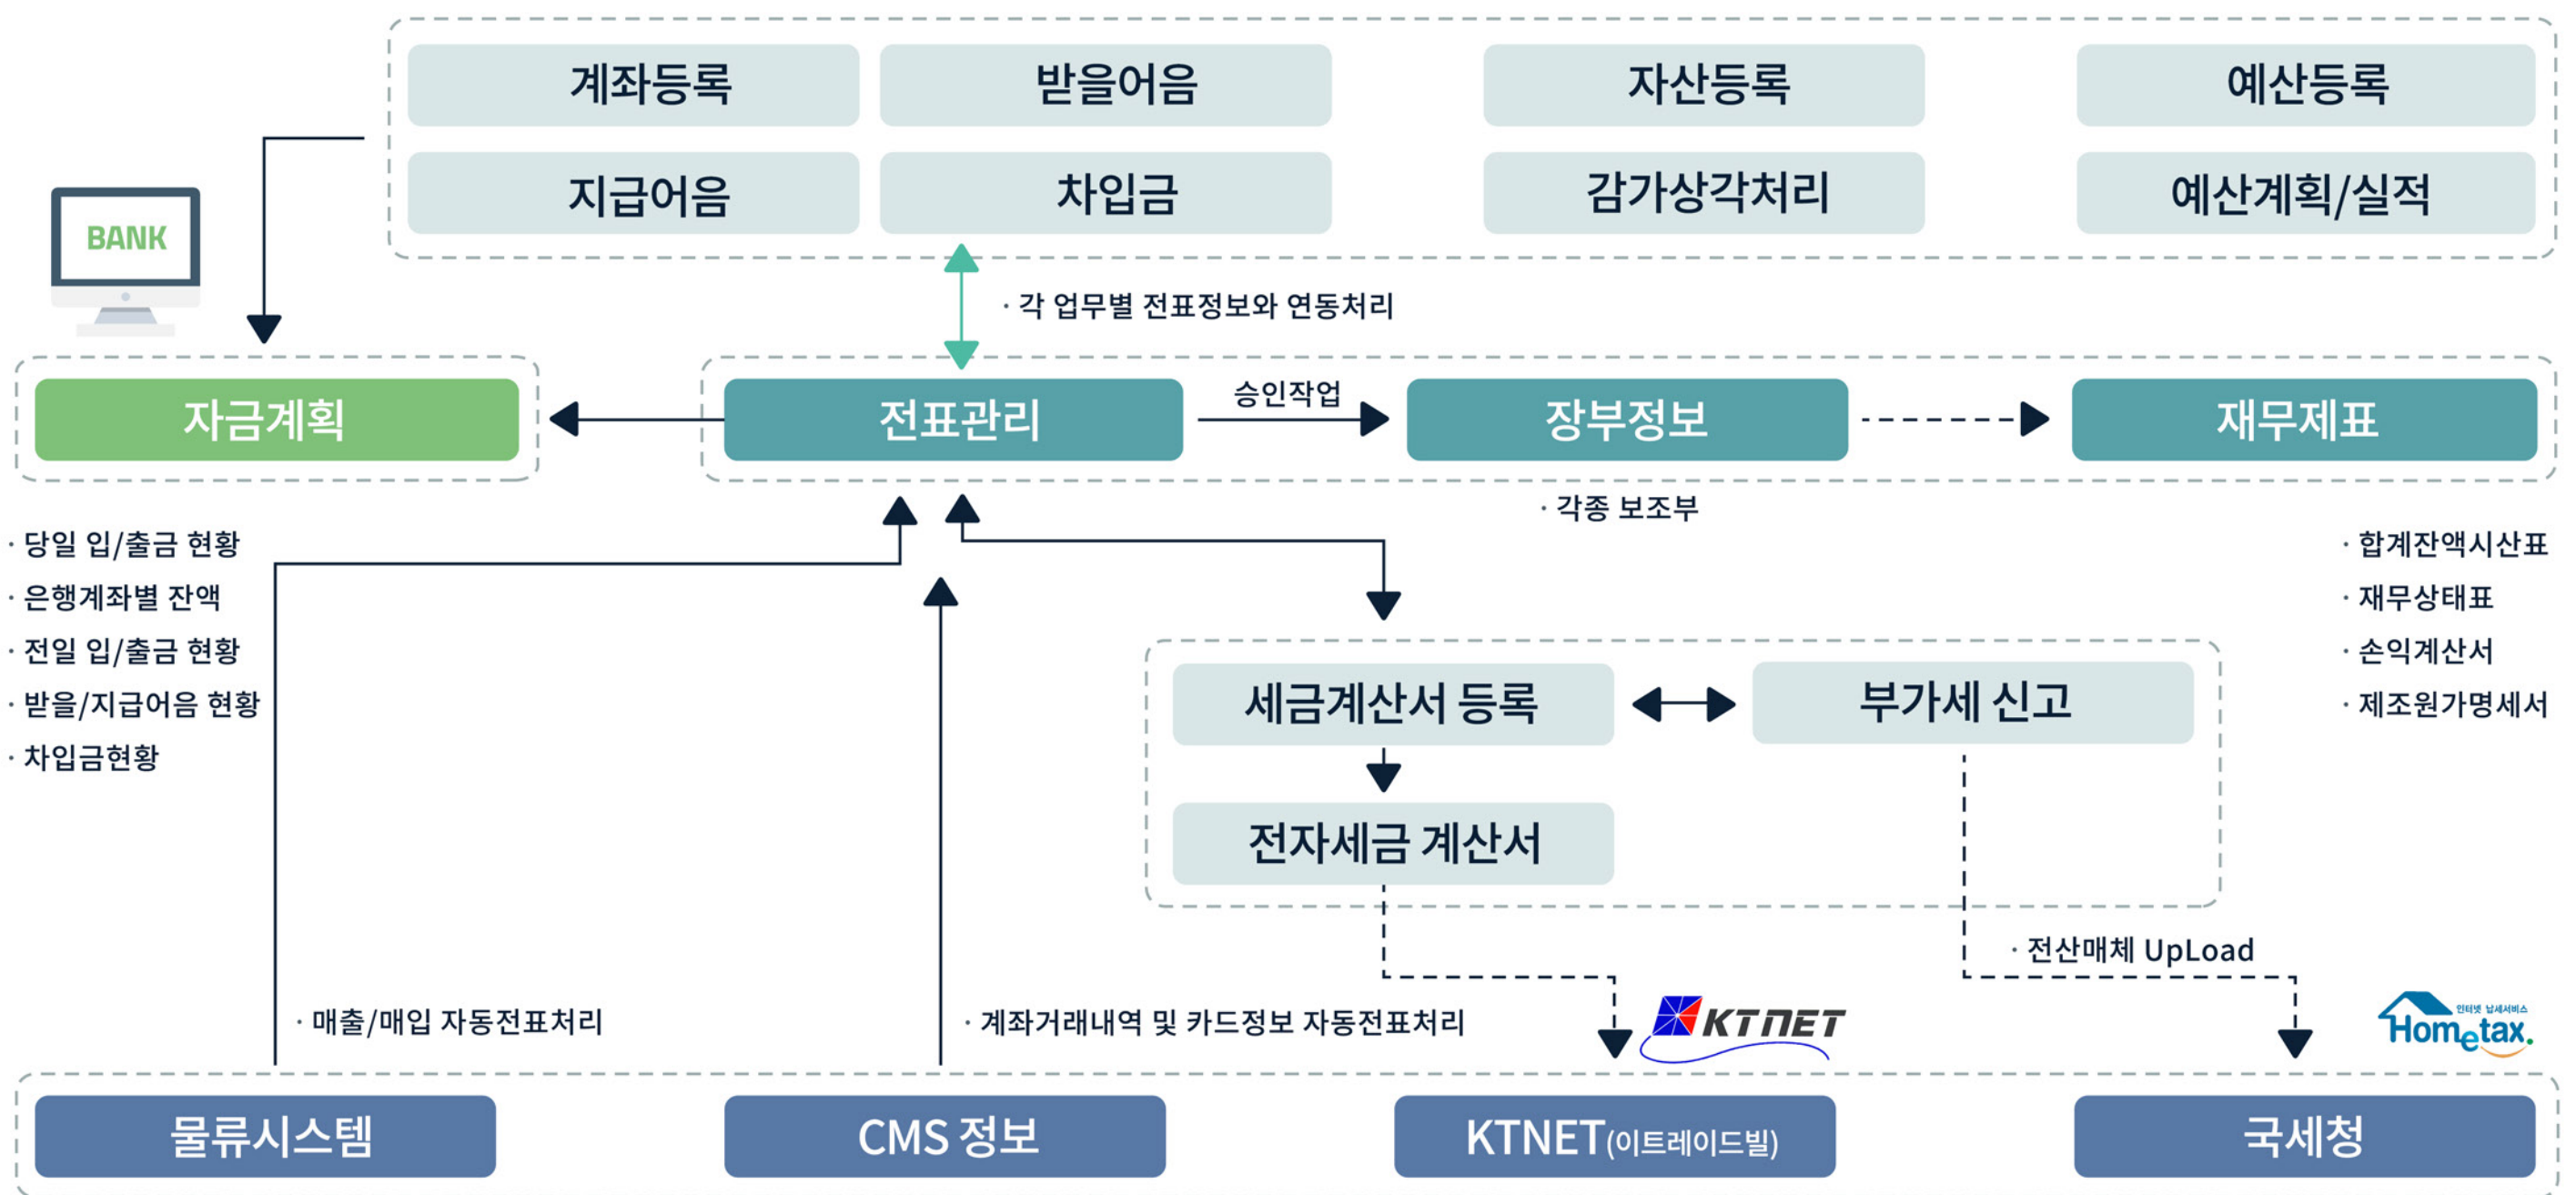 계좌등록
받을어음
자산등록
예산등록
지급어음
차입금
감가상각처리
예산계획/실적
BANK
· 각 업무별 전표정보와 연동처리
자금계획
전표관리
승인작업
장부정보
재무제표
· 각종 보조부
· 당일 입/출금 현황
· 은행계좌별 잔액
· 전일 입/출금 현황
· 받을/지급어음 현황
· 차입금현황
· 합계잔액시산표
· 재무상태표
· 손익계산서
· 제조원가명세서
세금계산서 등록
부가세 신고
전자세금 계산서
· 전산매체 UpLoad
· 매출/매입 자동전표처리
· 계좌거래내역 및 카드정보 자동전표처리
KTNET
인터넷 납세서비스
Hometax.
물류시스템
CMS 정보
KTNET(이트레이드빌)
국세청